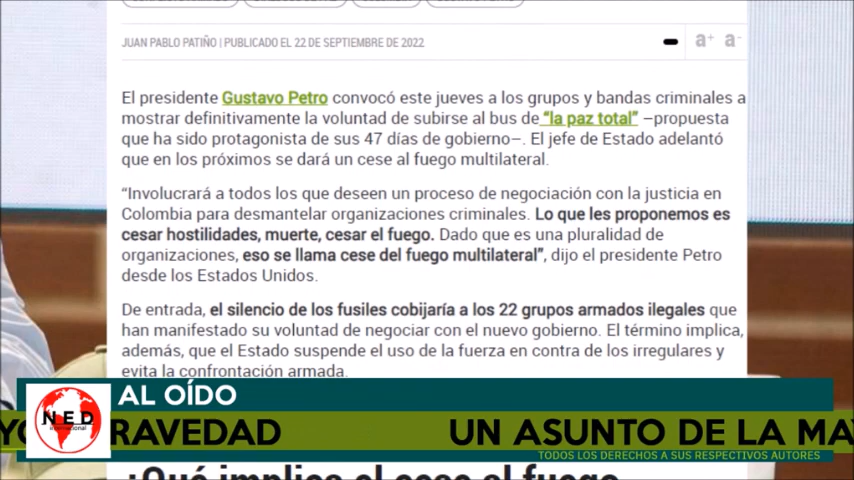 JUAN PABLO PATIÑO | PUBLICADO EL 22 DE SEPTIEMBRE DE 2022
a+ a-
El presidente Gustavo Petro convocó este jueves a los grupos y bandas criminales a
mostrar definitivamente la voluntad de subirse al bus de “la paz total” –propuesta
que ha sido protagonista de sus 47 días de gobierno–. El jefe de Estado adelantó
que en los próximos se dará un cese al fuego multilateral.
“Involucrará a todos los que deseen un proceso de negociación con la justicia en
Colombia para desmantelar organizaciones criminales. Lo que les proponemos es
cesar hostilidades, muerte, cesar el fuego. Dado que es una pluralidad de
organizaciones, eso se llama cese del fuego multilateral”, dijo el presidente Petro
desde los Estados Unidos.
De entrada, el silencio de los fusiles cobijaría a los 22 grupos armados ilegales que
han manifestado su voluntad de negociar con el nuevo gobierno. El término implica,
además, que el Estado suspende el uso de la fuerza en contra de los irregulares y
evita la confrontación armada.
AL OÍDO
NED
internacional
RAVEDAD UN ASUNTO DE LA MAY
TODOS LOS DERECHOS A SUS RESPECTIVOS AUTORES
¿Qué implica el cese al fuego